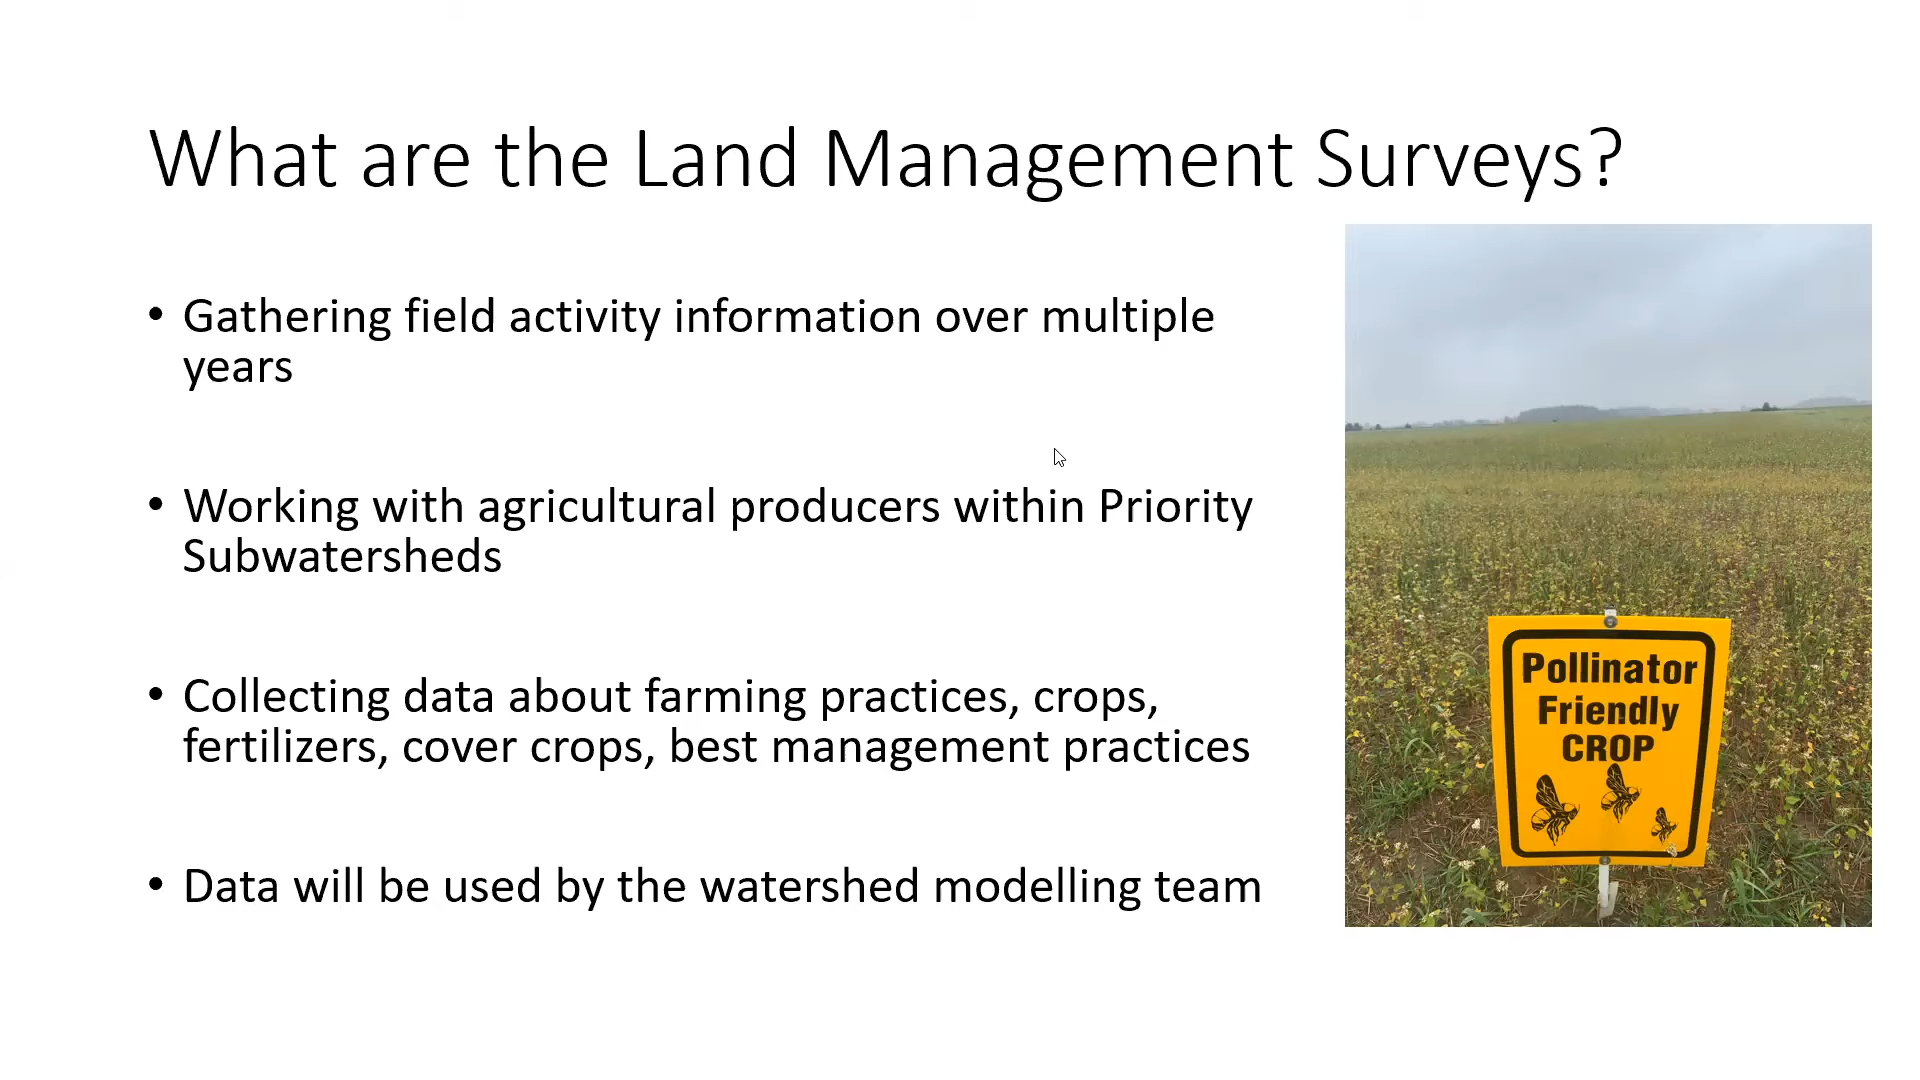 What are the Land Management Surveys?
• Gathering field activity information over multiple
years
• Working with agricultural producers within Priority
Subwatersheds
• Collecting data about farming practices, crops,
fertilizers, cover crops, best management practices
• Data will be used by the watershed modelling team
Pollinator
Friendly
CROP